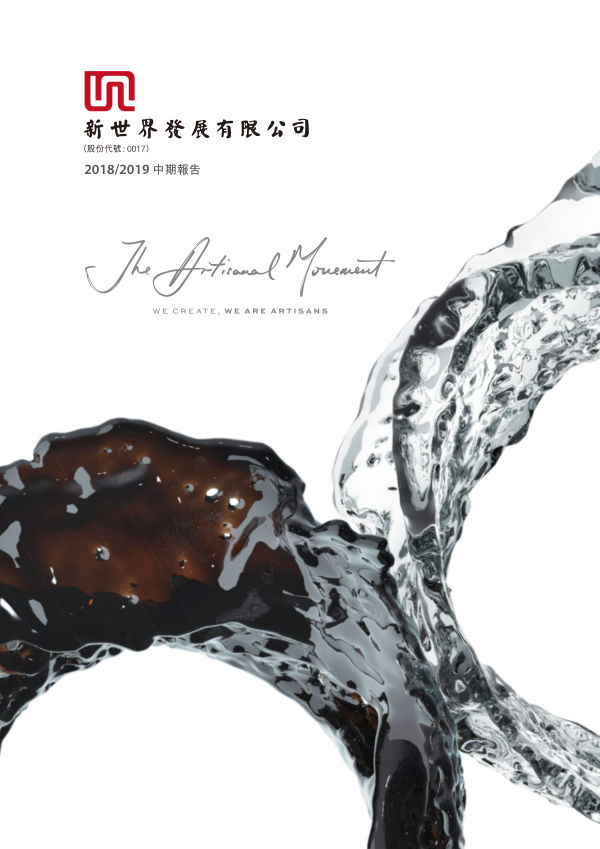 新世界發展有限公司
(股份代號: 0017)
2018/2019 中期報告
The Artisanal Movement
WE CREATE, WE ARE ARTISANS